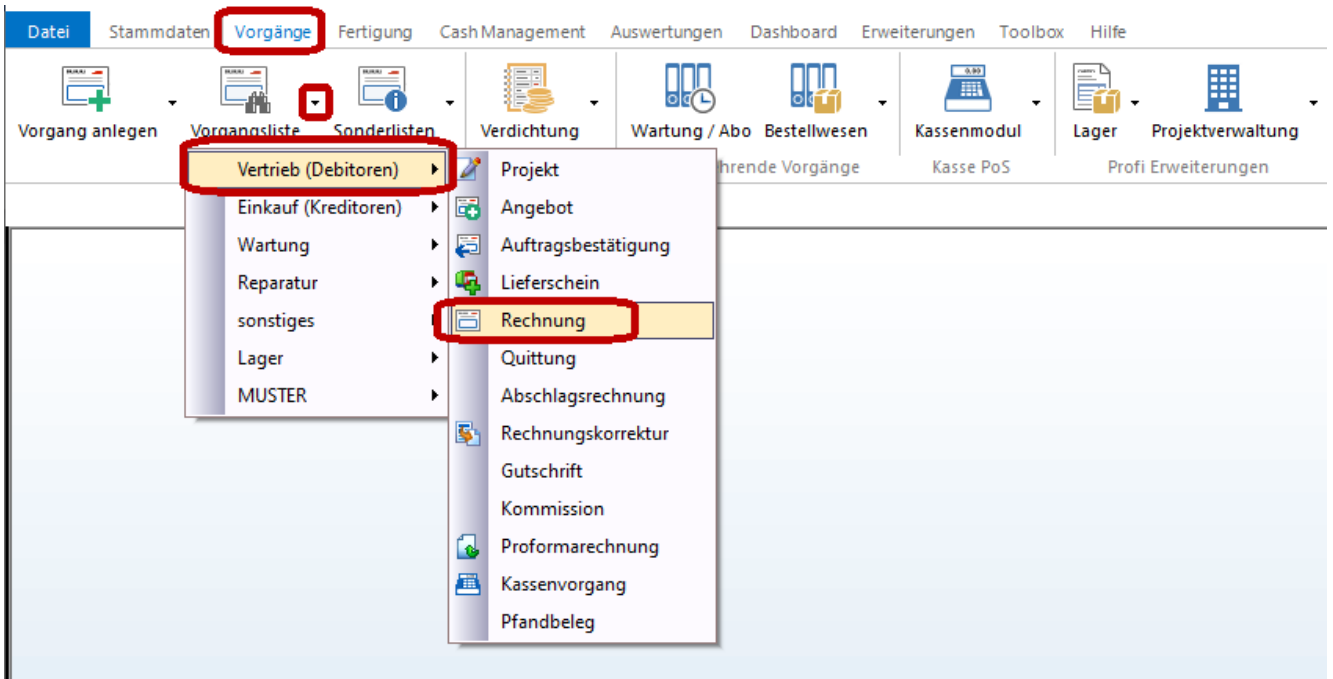 Datei Stammdaten Vorgänge Fertigung Cash Management Auswertungen Dashboard Erweiterungen Toolbox Hilfe
Vorgang anlegen Vorgangsliste Sonderlisten Verdichtung Wartung / Abo Bestellwesen Kassenmodul Lager Projektverwaltung
hrende Vorgänge Kasse PoS Profi Erweiterungen
Vertrieb (Debitoren)
Einkauf (Kreditoren)
Wartung
Reparatur
sonstiges
Lager
MUSTER
Projekt
Angebot
Auftragsbestätigung
Lieferschein
Rechnung
Quittung
Abschlagsrechnung
Rechnungskorrektur
Gutschrift
Kommission
Proformarechnung
Kassenvorgang
Pfandbeleg